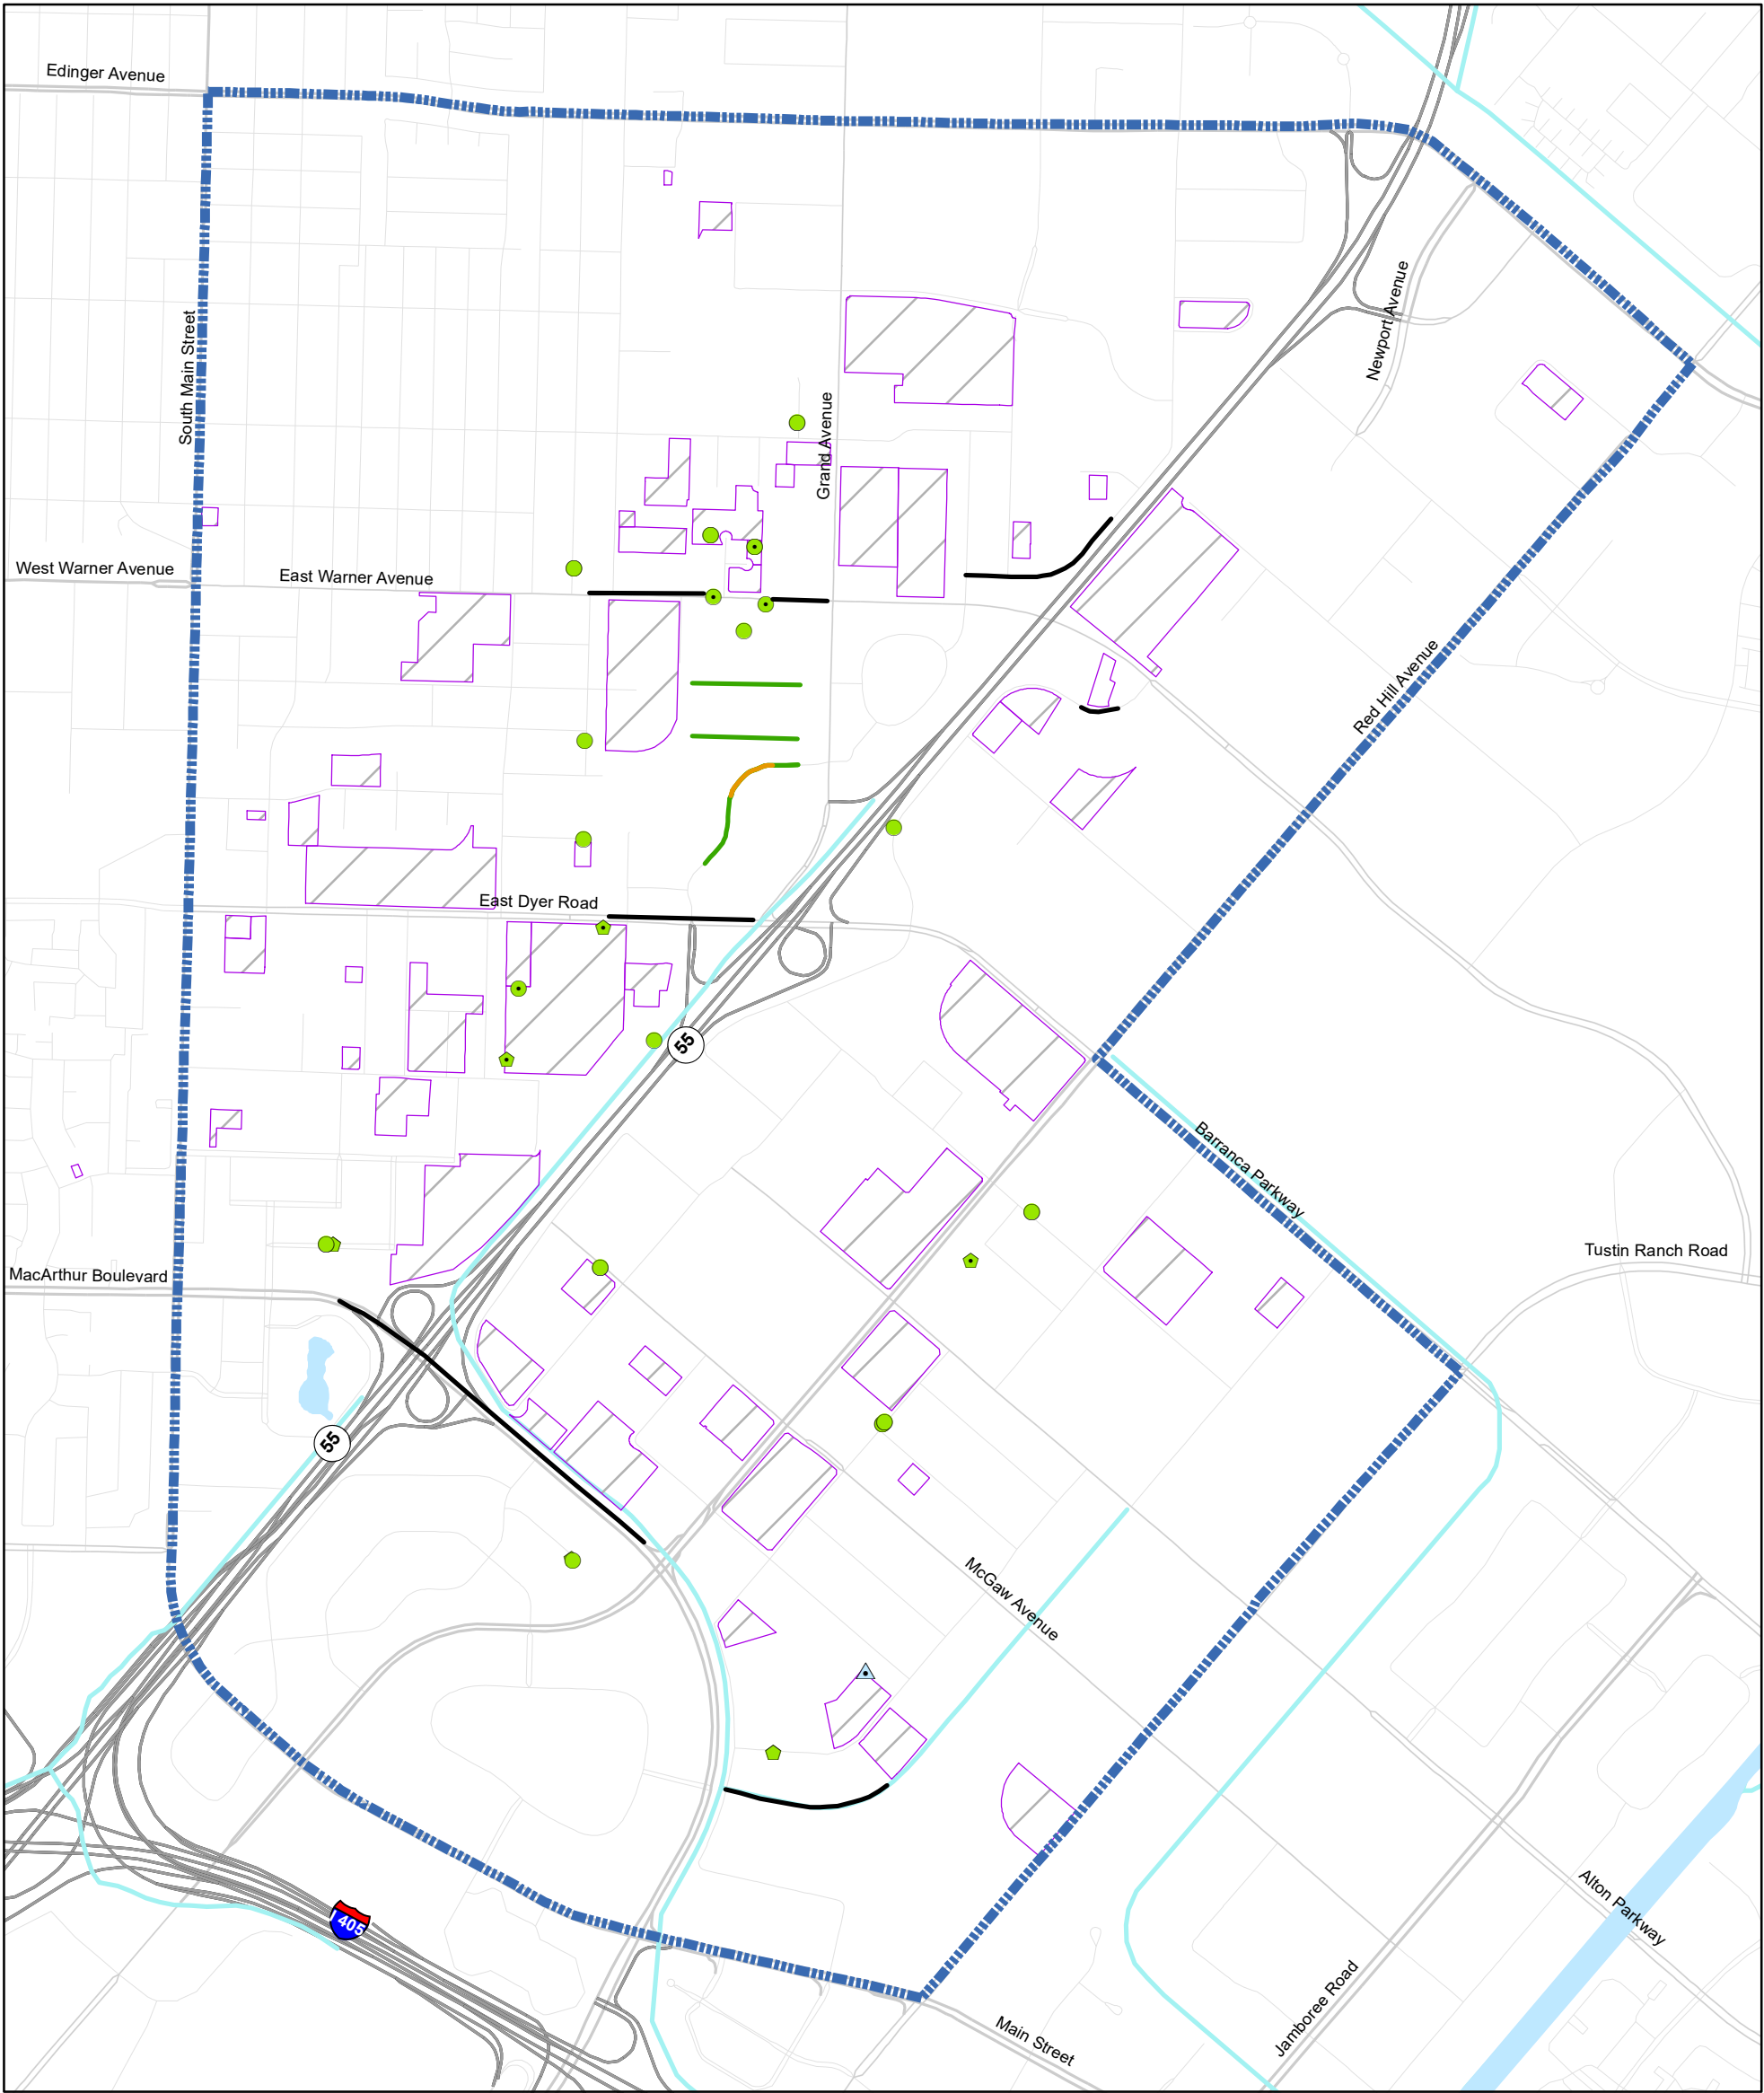 Edinger Avenue
South Main Street
Newport Avenue
Grand Avenue
West Warner Avenue
East Warner Avenue
Red Hill Avenue
East Dyer Road
55
Barranca Parkway
Tustin Ranch Road
MacArthur Boulevard
55
McGaw Avenue
Alton Parkway
I 405
Jamboree Road
Main Street